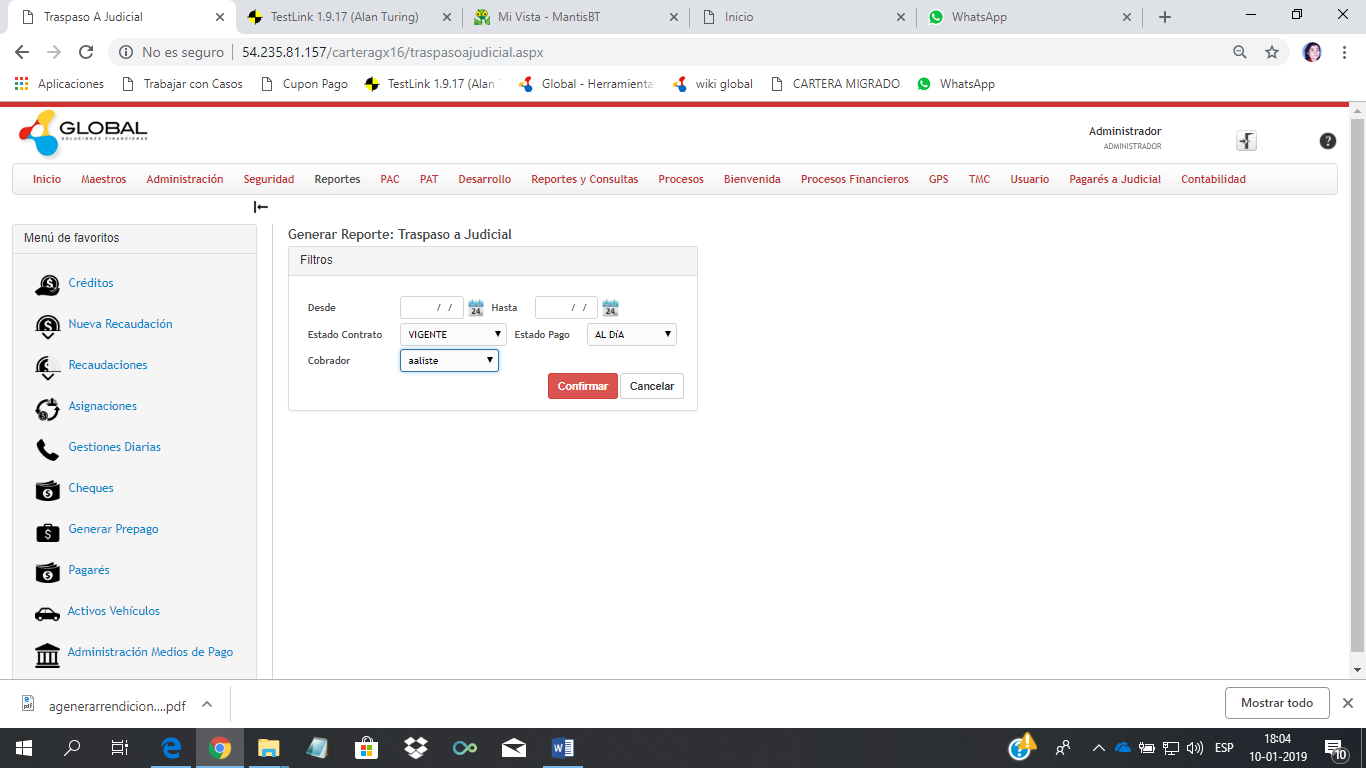 Traspaso A Judicial
TestLink 1.9.17 (Alan Turing)
Mi Vista - MantisBT
Inicio
WhatsApp
No es seguro | 54.235.81.157/carteragx16/traspasoajudicial.aspx
Aplicaciones
Trabajar con Casos
Cupon Pago
TestLink 1.9.17 (Alan
Global - Herramienta
wiki global
CARTERA MIGRADO
WhatsApp
GLOBAL
SOLUCIONES FINANCIERAS
Administrador
ADMINISTRADOR
?
Inicio Maestros Administración Seguridad Reportes PAC PAT Desarrollo Reportes y Consultas Procesos Bienvenida Procesos Financieros GPS TMC Usuario Pagarés a Judicial Contabilidad
Menú de favoritos
Créditos
Nueva Recaudación
Recaudaciones
Asignaciones
Gestiones Diarias
Cheques
Generar Prepago
Pagarés
Activos Vehículos
Administración Medios de Pago
Generar Reporte: Traspaso a Judicial
Filtros
Desde / / 24 Hasta / / 24
Estado Contrato VIGENTE Estado Pago AL DíA
Cobrador aaliste
Confirmar Cancelar
agenerarrendicion....pdf
Mostrar todo
ESP
18:04
10-01-2019
10